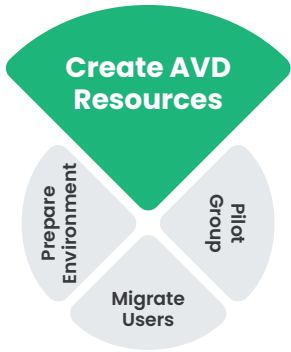 Create AVD
Resources
Prepare
Environment
Pilot
Group
Migrate
Users